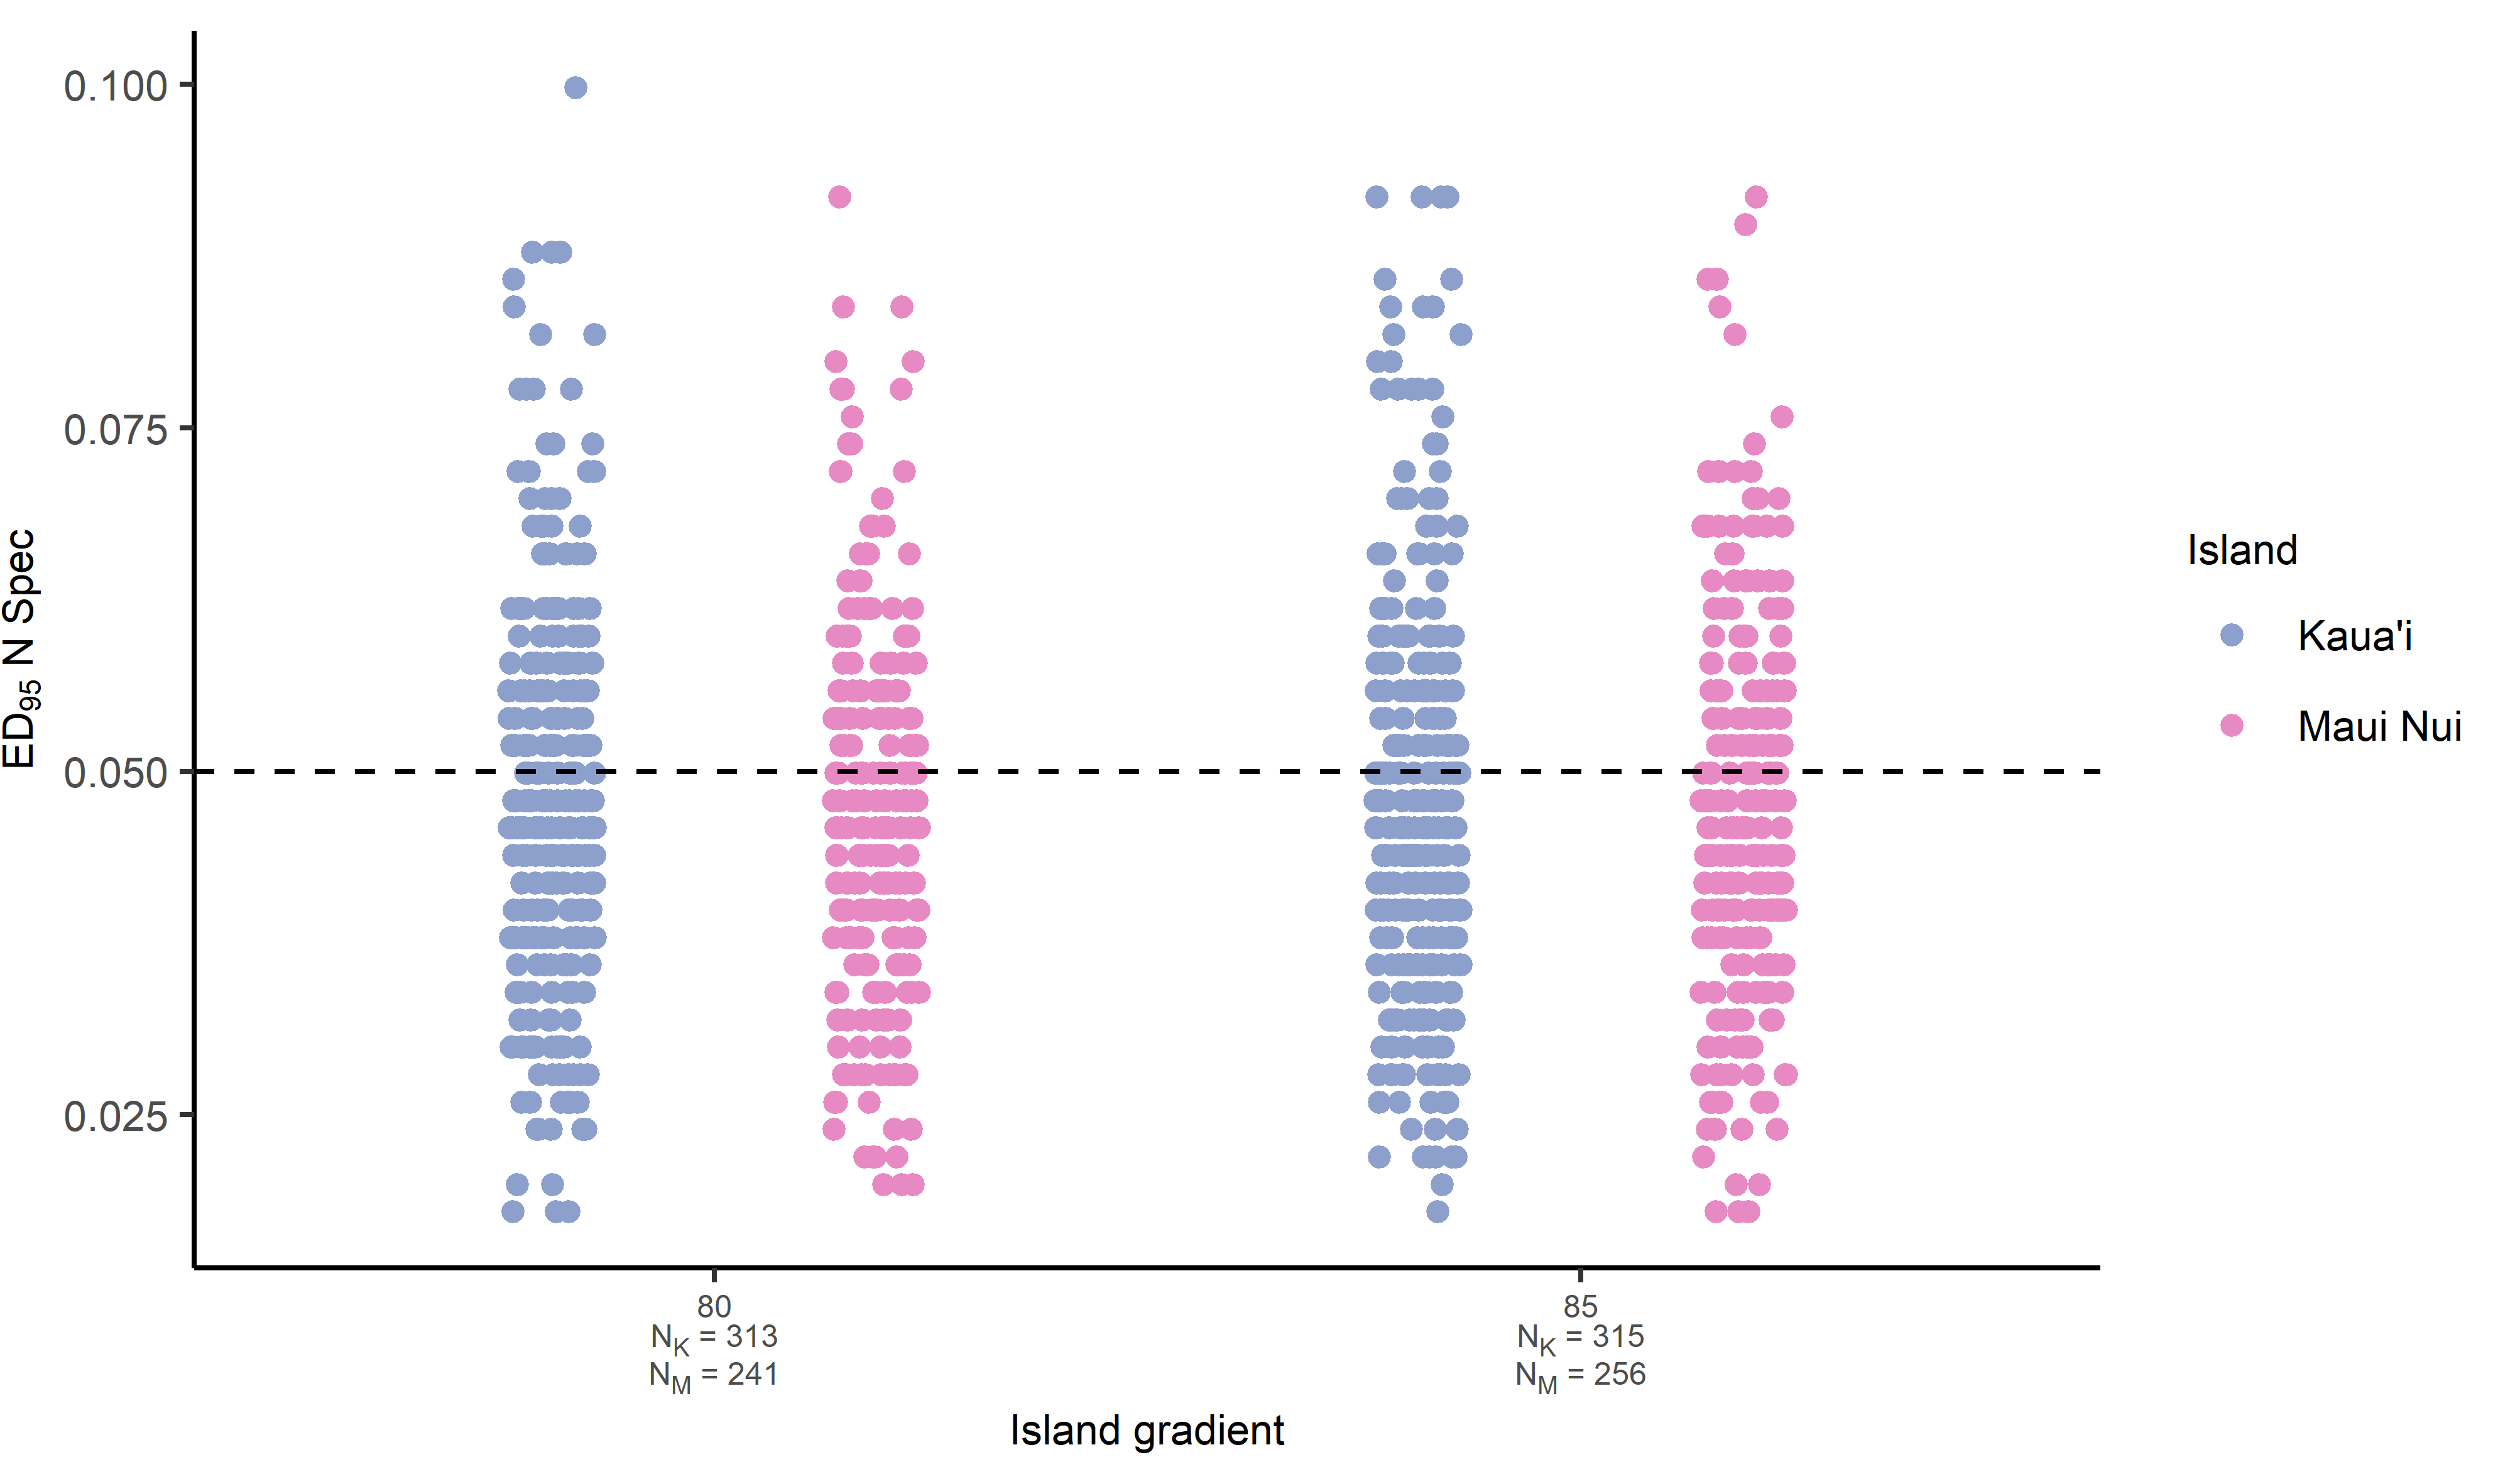 0.100
0.075
0.050
0.025
ED95 N Spec
80
NK = 313
NM = 241
85
NK = 315
NM = 256
Island gradient
Island
Kaua'i
Maui Nui